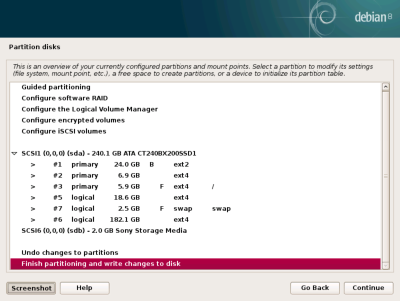 debian 8
Partition disks
This is an overview of your currently configured partitions and mount points. Select a partition to modify its settings
(file system, mount point, etc.), a free space to create partitions, or a device to initialize its partition table.
Guided partitioning
Configure software RAID
Configure the Logical Volume Manager
Configure encrypted volumes
Configure iSCSI volumes
SCSI1 (0,0,0) (sda) - 240.1 GB ATA CT240BX200SSD1
> #1 primary 24.0 GB B ext2
> #2 primary 6.9 GB ext4
> #3 primary 5.9 GB F ext4 /
> #5 logical 18.6 GB ext4
> #7 logical 2.5 GB F swap swap
> #6 logical 182.1 GB ext4
SCSI6 (0,0,0) (sdb) - 2.0 GB Sony Storage Media
Undo changes to partitions
Finish partitioning and write changes to disk
Screenshot Help Go Back Continue